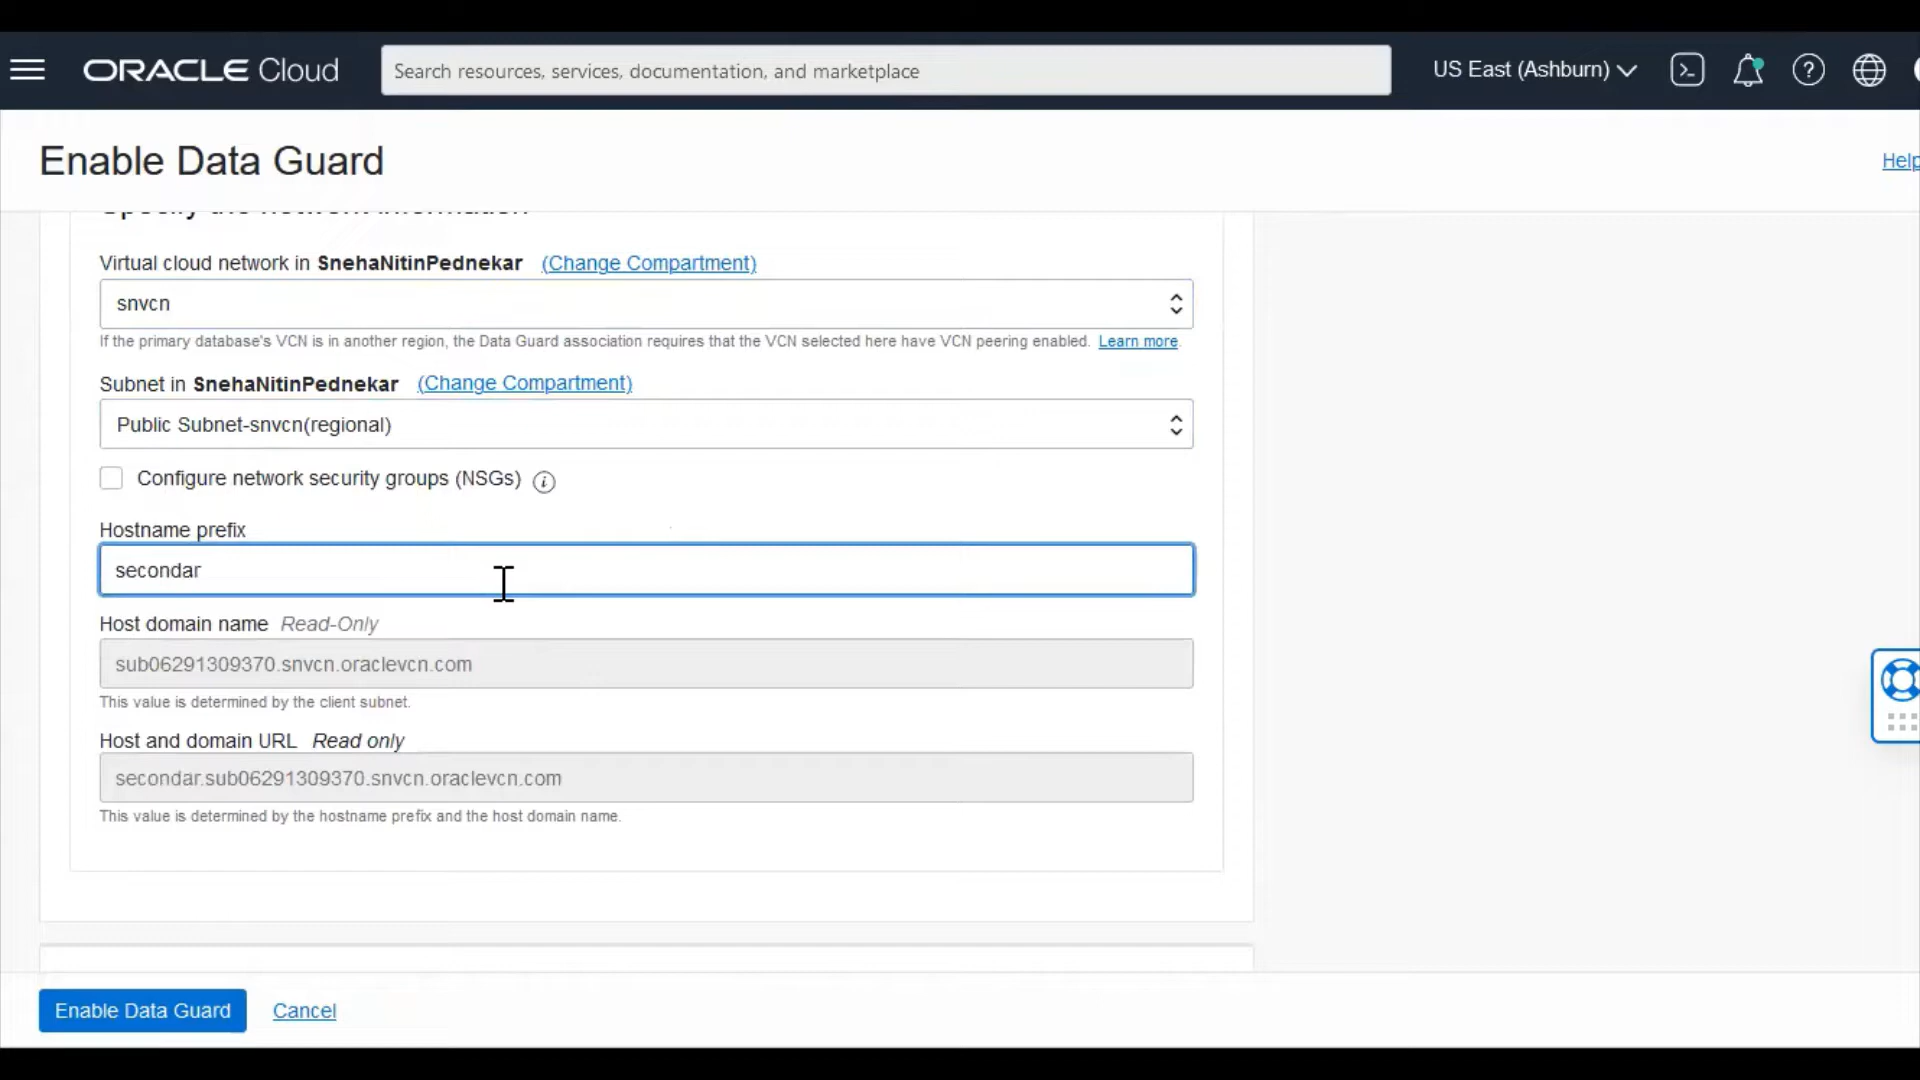 ORACLE Cloud
Search resources, services, documentation, and marketplace
US East (Ashburn)
Enable Data Guard
Help
Specify the network information
Virtual cloud network in SnehaNitinPednekar (Change Compartment)
snvcn
If the primary database's VCN is in another region, the Data Guard association requires that the VCN selected here have VCN peering enabled. Learn more.
Subnet in SnehaNitinPednekar (Change Compartment)
Public Subnet-snvcn(regional)
Configure network security groups (NSGs)
Hostname prefix
secondar
Host domain name Read-Only
sub06291309370.snvcn.oraclevcn.com
This value is determined by the client subnet.
Host and domain URL Read only
secondar.sub06291309370.snvcn.oraclevcn.com
This value is determined by the hostname prefix and the host domain name.
Enable Data Guard
Cancel